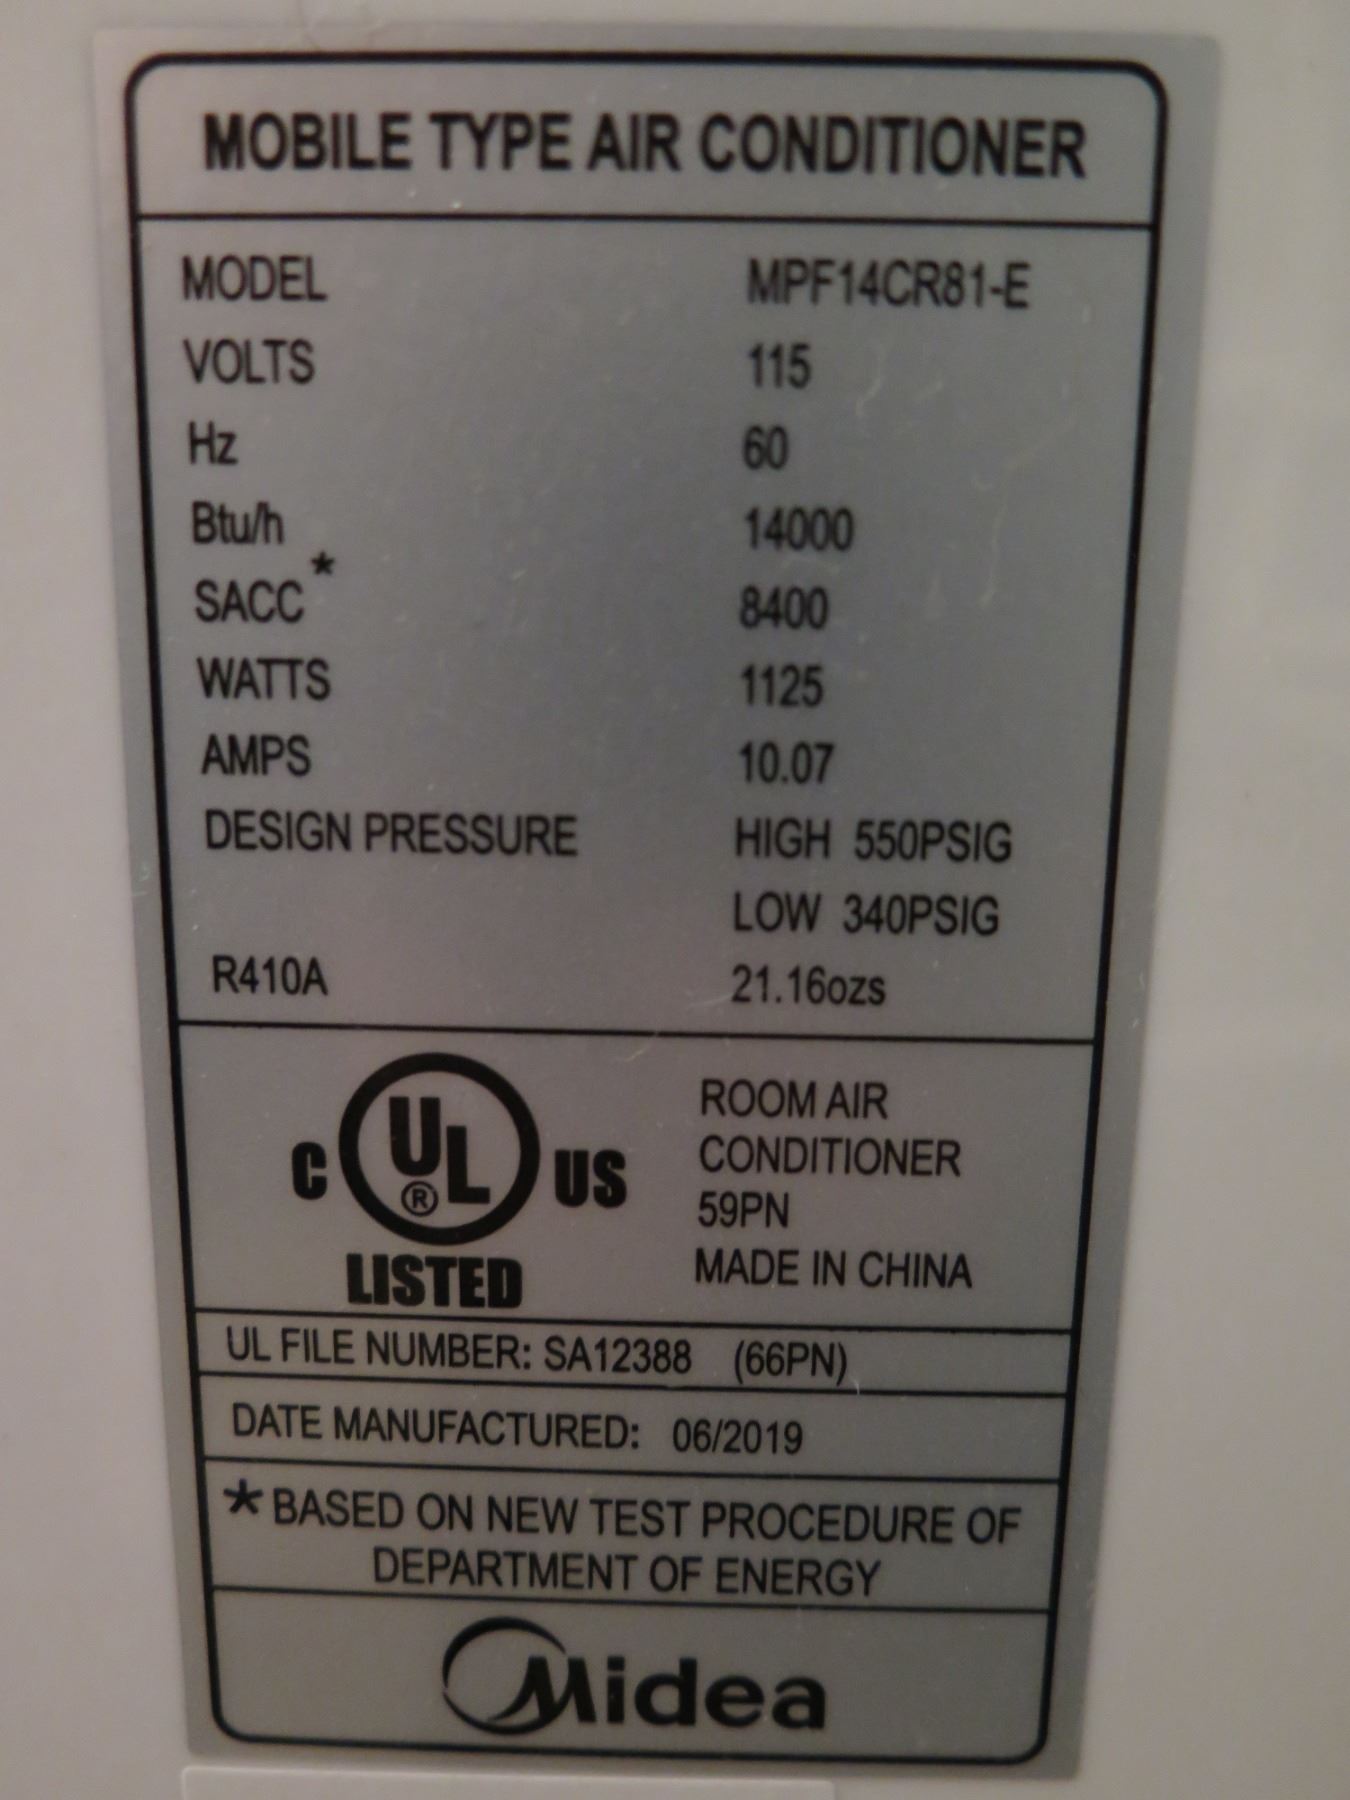 MOBILE TYPE AIR CONDITIONER
MODEL MPF14CR81-E
VOLTS 115
Hz 60
Btu/h 14000
SACC* 8400
WATTS 1125
AMPS 10.07
DESIGN PRESSURE HIGH 550PSIG
LOW 340PSIG
R410A 21.16ozs
C UL® US
LISTED
ROOM AIR
CONDITIONER
59PN
MADE IN CHINA
UL FILE NUMBER: SA12388 (66PN)
DATE MANUFACTURED: 06/2019
* BASED ON NEW TEST PROCEDURE OF
DEPARTMENT OF ENERGY
Midea